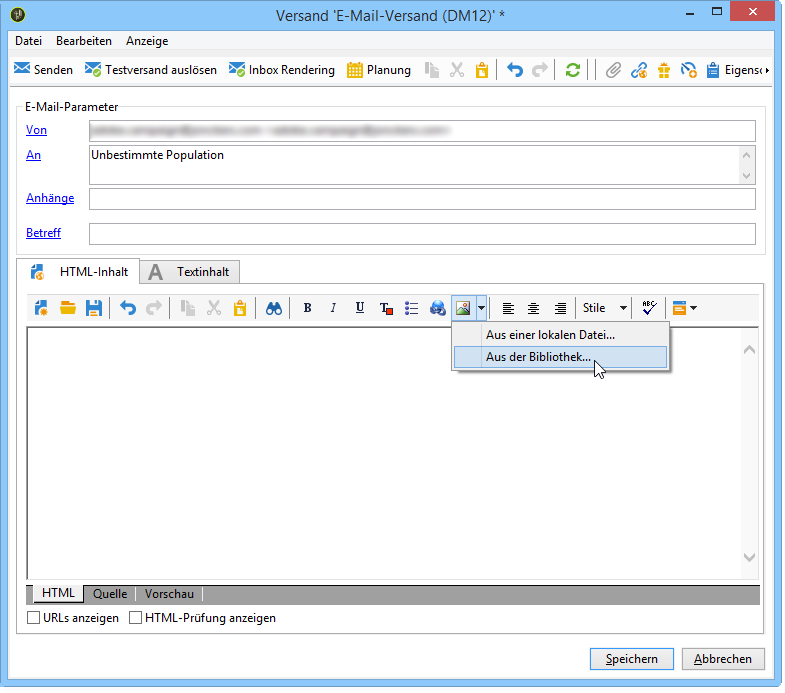 Versand 'E-Mail-Versand (DM12)' *
Datei Bearbeiten Anzeige
Senden Testversand auslösen Inbox Rendering Planung Eigensc
E-Mail-Parameter
Von
An Unbestimmte Population
Anhänge
Betreff
HTML-Inhalt A Textinhalt
B I U T Stile ABC
Aus einer lokalen Datei...
Aus der Bibliothek...
HTML Quelle Vorschau
URLs anzeigen HTML-Prüfung anzeigen
Speichern Abbrechen